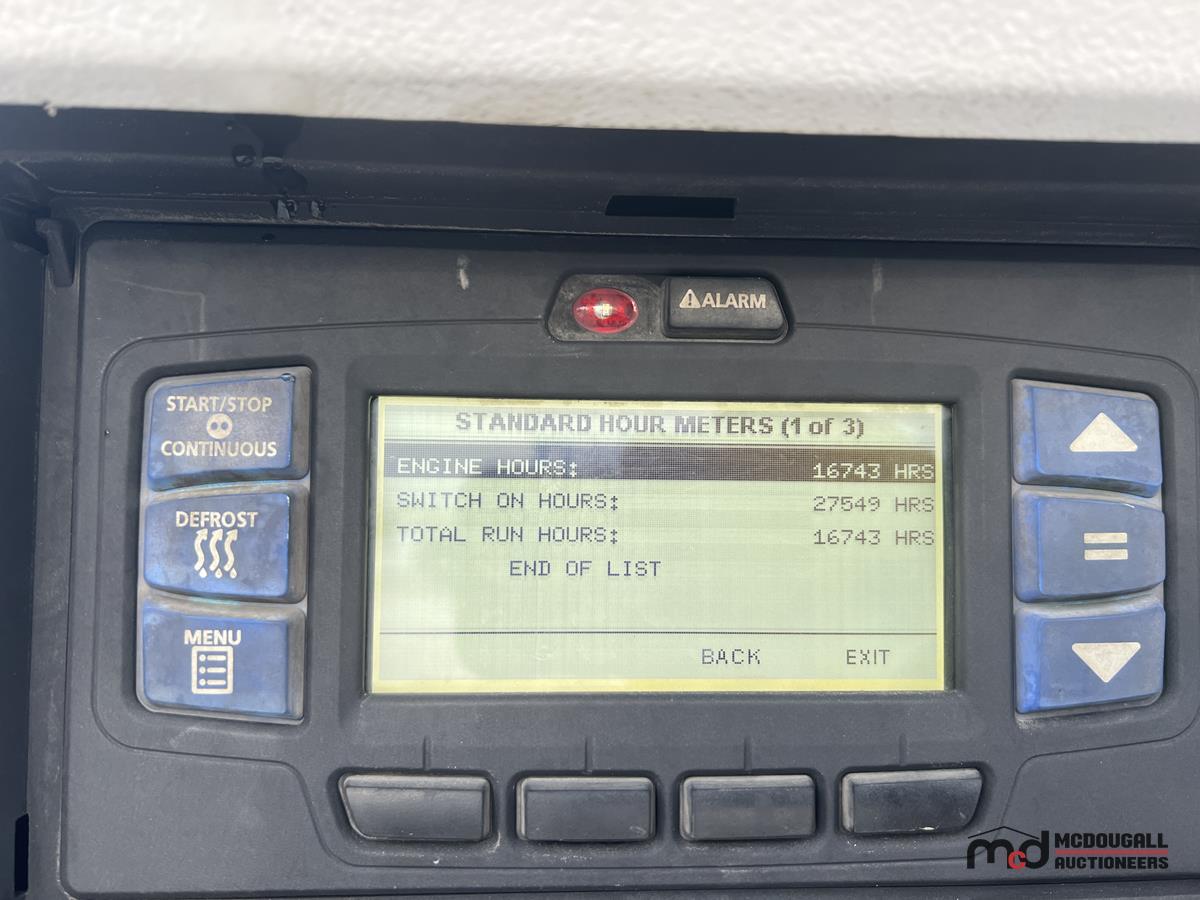 ALARM
START/STOP
CONTINUOUS
DEFROST
MENU
STANDARD HOUR METERS (1 of 3)
ENGINE HOURS: 16743 HRS
SWITCH ON HOURS: 27549 HRS
TOTAL RUN HOURS: 16743 HRS
END OF LIST
BACK EXIT
mcd MCDOUGALL
AUCTIONEERS